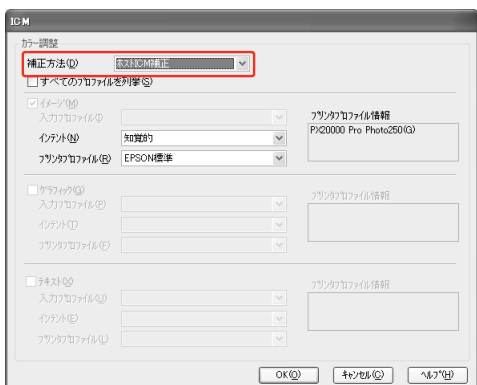 ICM
カラー調整
補正方法(D) ホストICM補正
すべてのプロファイルを列挙(S)
イメージ(M)
入力プロファイル(I)
プリンタプロファイル情報
インテント(N) 知覚的
PX20000 Pro Photo250(G)
プリンタプロファイル(R) EPSON標準
グラフィック(G)
プリンタプロファイル情報
入力プロファイル(P)
インテント(T)
プリンタプロファイル(F)
テキスト(X)
プリンタプロファイル情報
入力プロファイル(U)
インテント(E)
プリンタプロファイル(L)
OK(O) キャンセル(C) ヘルプ(H)